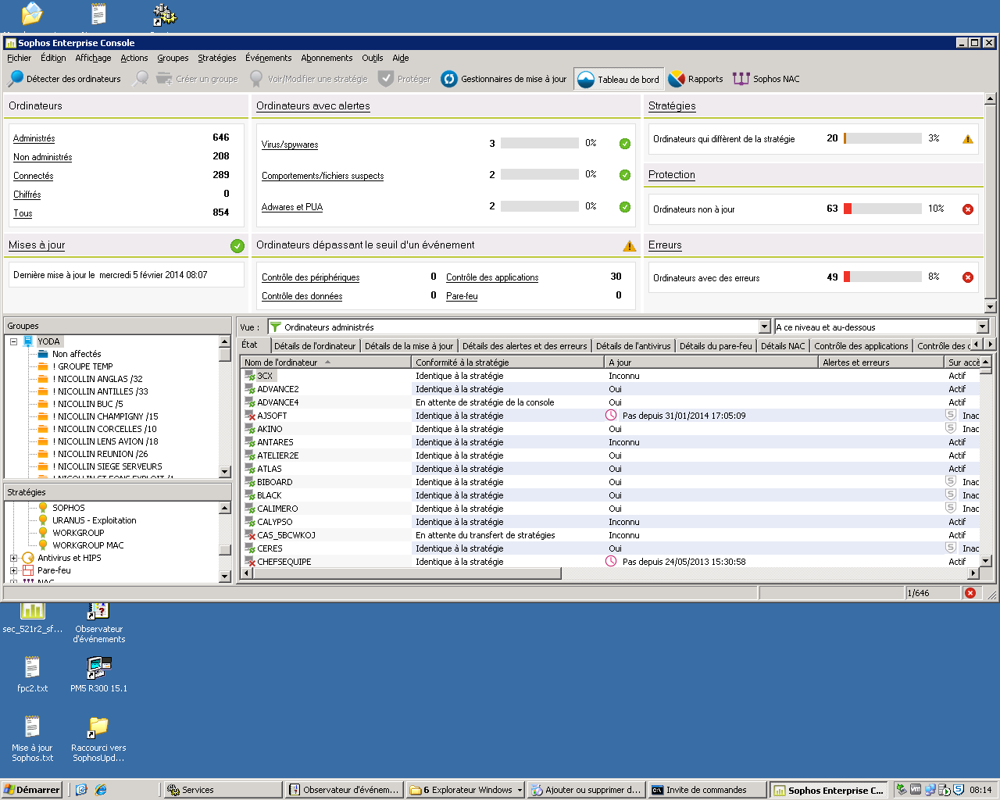 Sophos Enterprise Console
Fichier Édition Affichage Actions Groupes Stratégies Événements Abonnements Outils Aide
Détecter des ordinateurs Créer un groupe Voir/Modifier une stratégie Protéger Gestionnaires de mise à jour Tableau de bord Rapports Sophos NAC
Ordinateurs
Administrés 646
Non administrés 208
Connectés 289
Chiffrés 0
Tous 854
Mises à jour
Dernière mise à jour le mercredi 5 février 2014 08:07
Ordinateurs avec alertes
Virus/spywares 3 0%
Comportements/fichiers suspects 2 0%
Adwares et PUA 2 0%
Ordinateurs dépassant le seuil d'un événement
Contrôle des périphériques 0 Contrôle des applications 30
Contrôle des données 0 Pare-feu 0
Stratégies
Ordinateurs qui diffèrent de la stratégie 20 3%
Protection
Ordinateurs non à jour 63 10%
Erreurs
Ordinateurs avec des erreurs 49 8%
Groupes
YODA
Non affectés
! GROUPE TEMP
! NICOLLIN ANGLAS /32
! NICOLLIN ANTILLES /33
! NICOLLIN BUC /5
! NICOLLIN CHAMPIGNY /15
! NICOLLIN CORCELLES /10
! NICOLLIN LENS AVION /18
! NICOLLIN REUNION /26
! NICOLLIN SIEGE SERVEURS
! NICOLLIN ST FONS EXPLOIT /1
Stratégies
SOPHOS
URANUS - Exploitation
WORKGROUP
WORKGROUP MAC
Antivirus et HIPS
Pare-feu
NAC
Vue : Ordinateurs administrés A ce niveau et au-dessous
État Détails de l'ordinateur Détails de la mise à jour Détails des alertes et des erreurs Détails de l'antivirus Détails du pare-feu Détails NAC Contrôle des applications Contrôle des c
Nom de l'ordinateur Conformité à la stratégie A jour Alertes et erreurs Sur accè
3CX Identique à la stratégie Inconnu Actif
ADVANCE2 Identique à la stratégie Oui Actif
ADVANCE4 En attente de stratégie de la console Oui Actif
AJSOFT Identique à la stratégie Pas depuis 31/01/2014 17:05:09 Inac
AKINO Identique à la stratégie Oui Inac
ANTARES Identique à la stratégie Inconnu Actif
ATELIER2E Identique à la stratégie Oui Actif
ATLAS Identique à la stratégie Oui Actif
BIBOARD Identique à la stratégie Oui Inac
BLACK Identique à la stratégie Oui Inac
CALIMERO Identique à la stratégie Oui Inac
CALYPSO Identique à la stratégie Inconnu Actif
CAS_5BCWKOJ En attente du transfert de stratégies Inconnu Actif
CERES Identique à la stratégie Oui Inac
CHEFSEQUIPE Identique à la stratégie Pas depuis 24/05/2013 15:30:58 Actif
1/646
sec_521r2_sf...
Observateur d'événements
fpc2.txt
PM5 R300 15.1
Mise à jour Sophos.txt
Raccourci vers SophosUpd...
Démarrer Services Observateur d'événem... 6 Explorateur Windows Ajouter ou supprimer d... Invite de commandes Sophos Enterprise C... 08:14